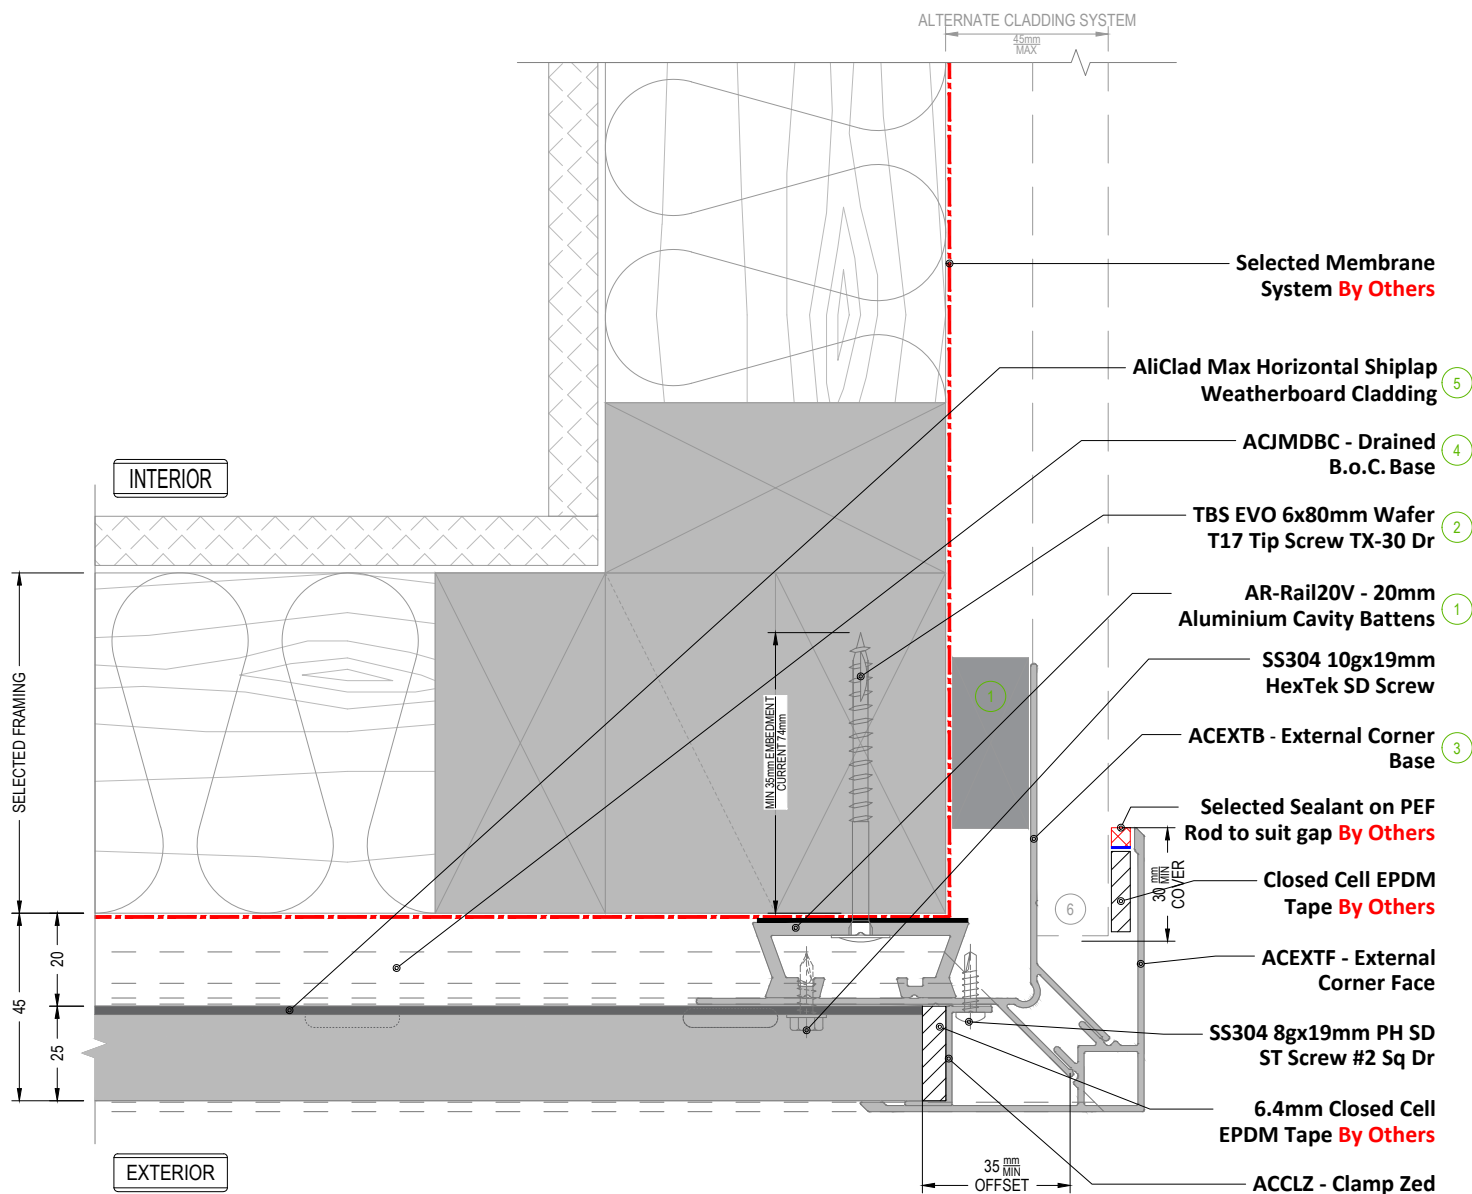 ALTERNATE CLADDING SYSTEM
45mm
MAX
Selected Membrane
System By Others
AliClad Max Horizontal Shiplap
Weatherboard Cladding
5
ACJMDBC - Drained
B.o.C. Base
4
INTERIOR
TBS EVO 6x80mm Wafer
T17 Tip Screw TX-30 Dr
2
AR-Rail20V - 20mm
Aluminium Cavity Battens
1
SS304 10gx19mm
HexTek SD Screw
1
MIN 35mm EMBEDMENT
CURRENT 74mm
SELECTED FRAMING
ACEXTB - External Corner
Base
3
Selected Sealant on PEF
Rod to suit gap By Others
30 mm
MIN
COVER
Closed Cell EPDM
Tape By Others
6
ACEXTF - External
Corner Face
20
45
25
SS304 8gx19mm PH SD
ST Screw #2 Sq Dr
6.4mm Closed Cell
EPDM Tape By Others
EXTERIOR
35 mm
MIN
OFFSET
ACCLZ - Clamp Zed